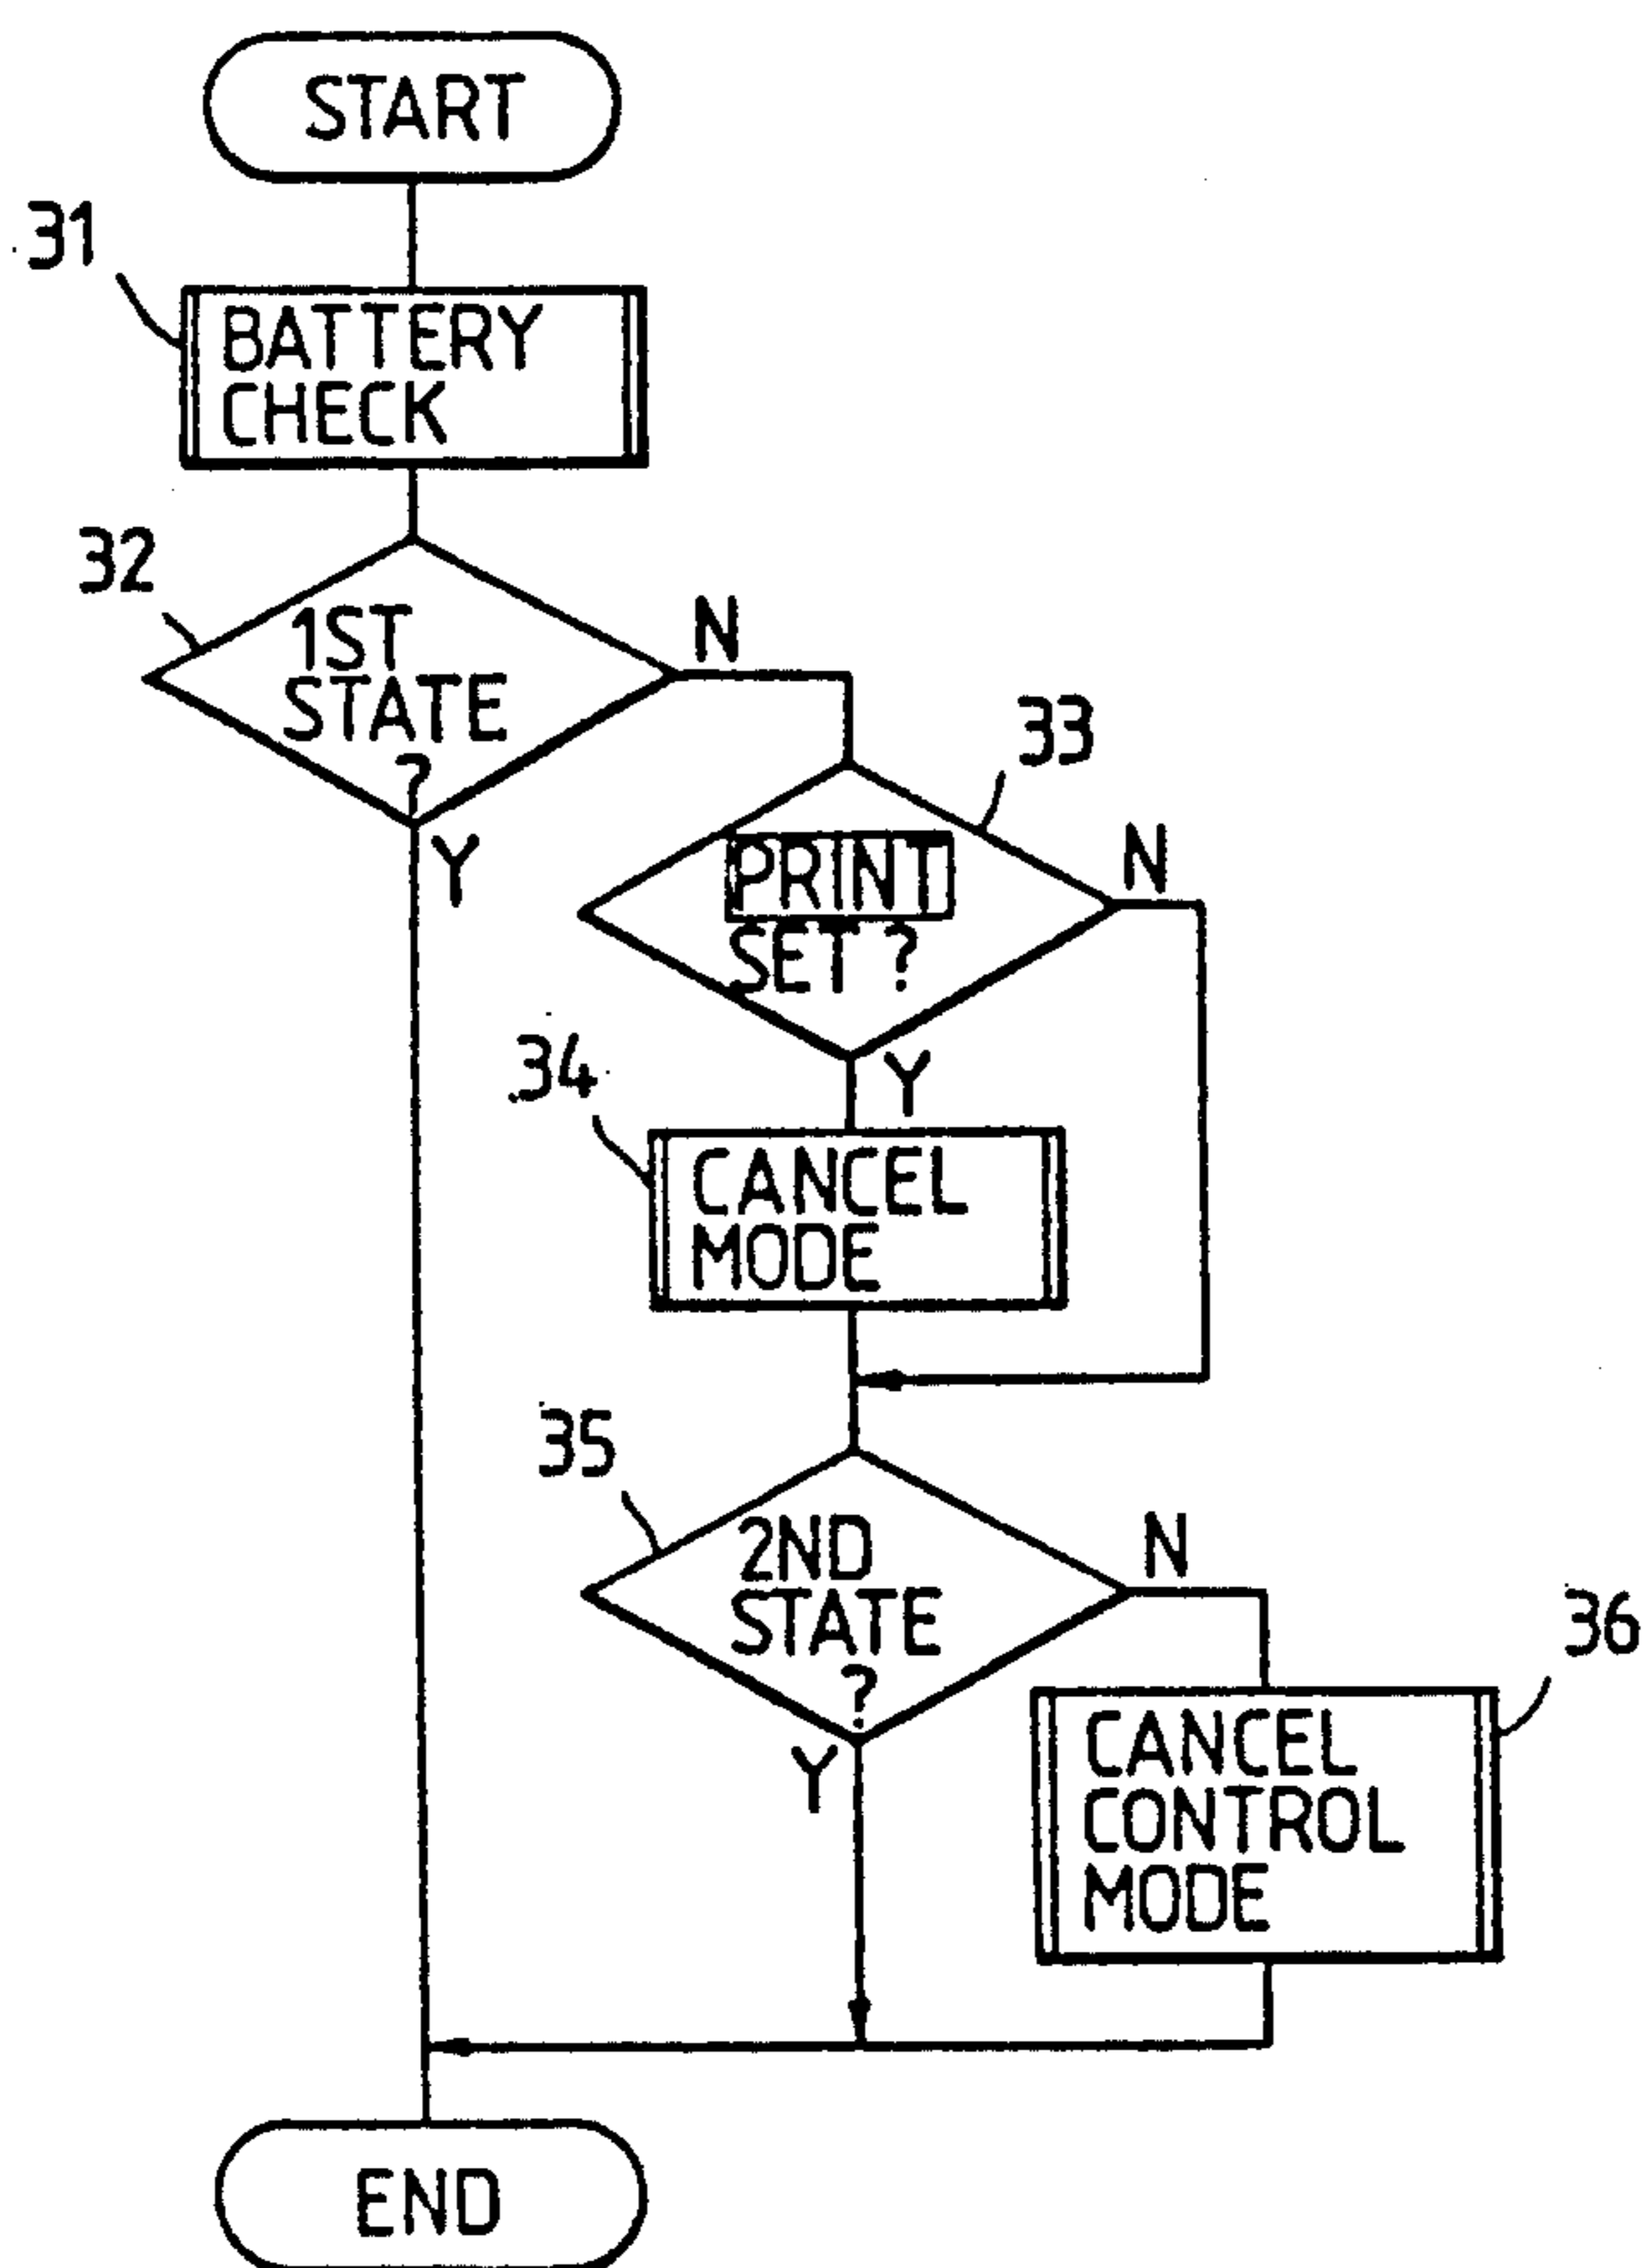 START
31
BATTERY
CHECK
32
1ST
STATE
?
N
Y
33
PRINT
SET ?
N
Y
34
CANCEL
MODE
35
2ND
STATE
?
N
Y
36
CANCEL
CONTROL
MODE
END